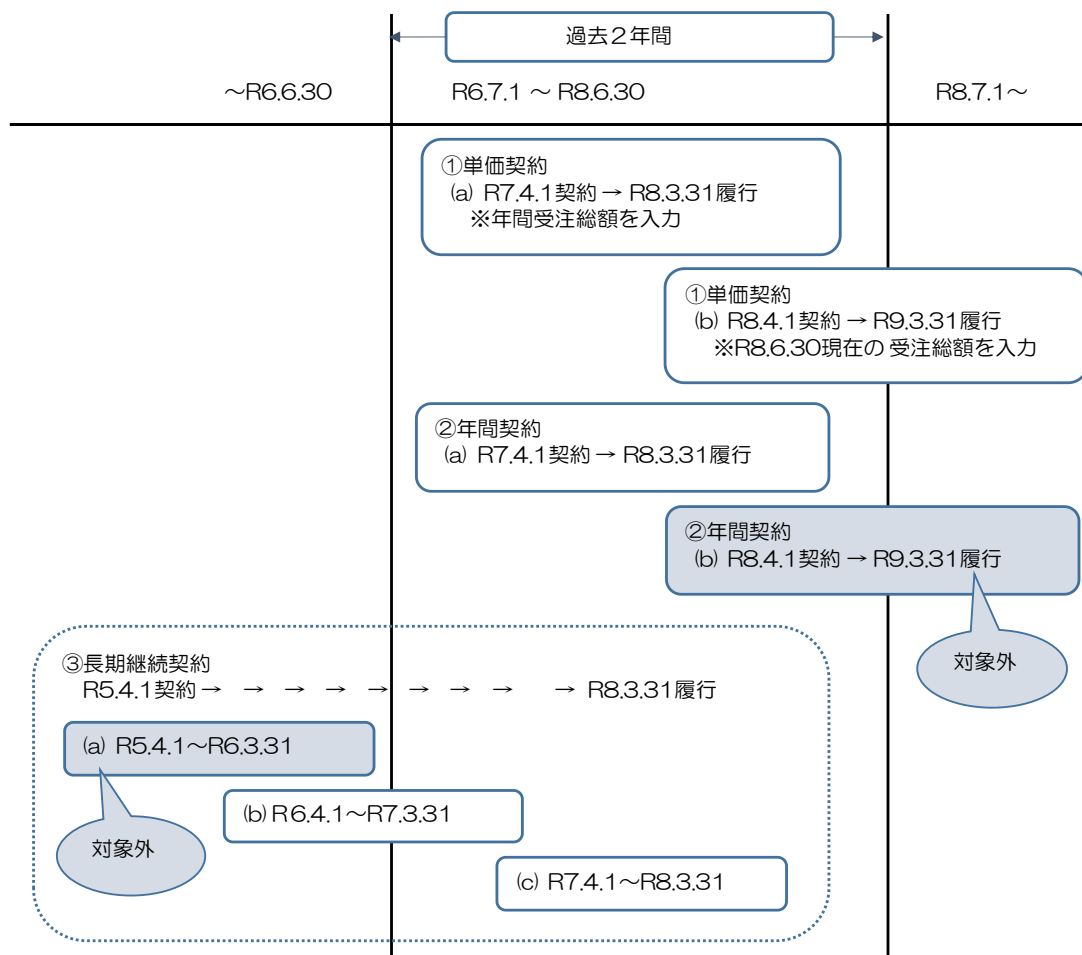 過去２年間
～R6.6.30
R6.7.1 ～ R8.6.30
R8.7.1～
①単価契約
(a) R7.4.1契約 → R8.3.31履行
※年間受注総額を入力
①単価契約
(b) R8.4.1契約 → R9.3.31履行
※R8.6.30現在の 受注総額を入力
②年間契約
(a) R7.4.1契約 → R8.3.31履行
②年間契約
(b) R8.4.1契約 → R9.3.31履行
対象外
③長期継続契約
R5.4.1契約 → → → → → → → → → R8.3.31履行
(a) R5.4.1～R6.3.31
(b) R6.4.1～R7.3.31
対象外
(c) R7.4.1～R8.3.31